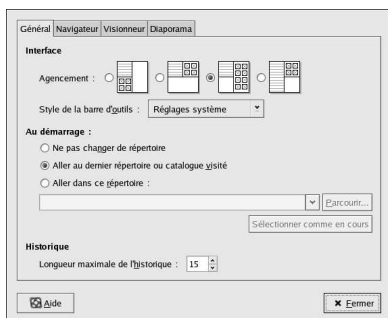 Général Navigateur Visionneur Diaporama
Interface
Agencement :
Style de la barre d'outils : Réglages système
Au démarrage :
Ne pas changer de répertoire
Aller au dernier répertoire ou catalogue visité
Aller dans ce répertoire :
Parcourir...
Sélectionner comme en cours
Historique
Longueur maximale de l'historique : 15
Aide Fermer